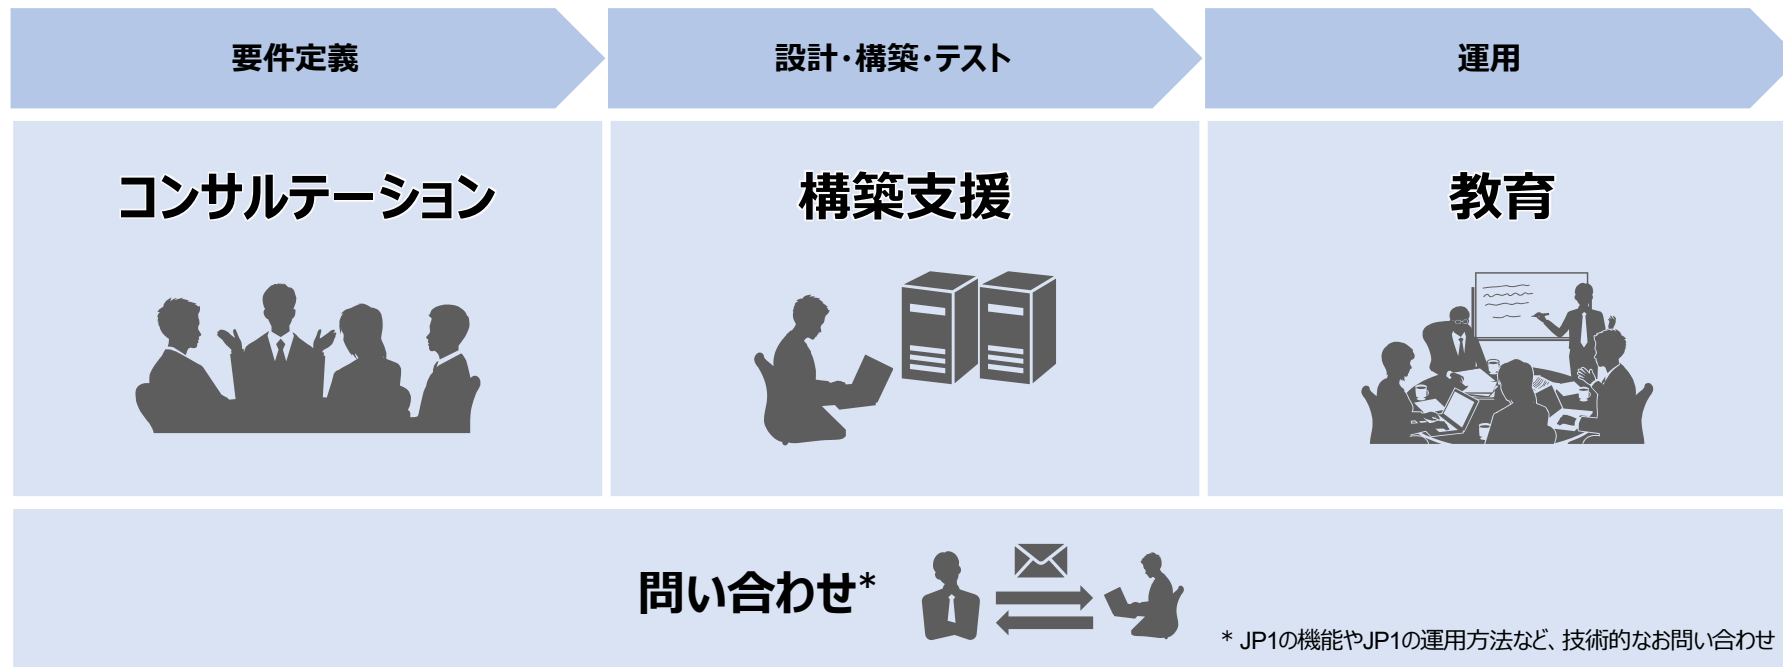 要件定義
設計・構築・テスト
運用
コンサルテーション
構築支援
教育
問い合わせ*
* JP1の機能やJP1の運用方法など、技術的なお問い合わせ